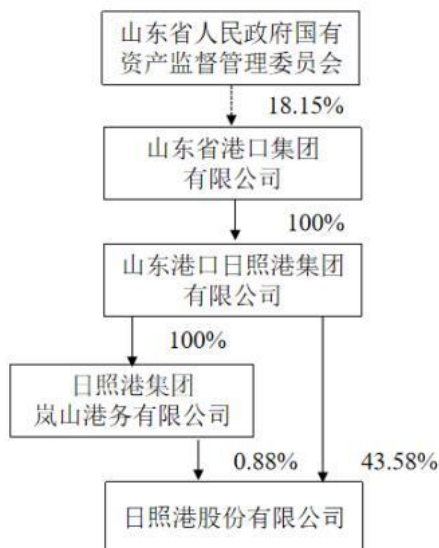 山东省人民政府国有
资产监督管理委员会
18.15%
山东省港口集团
有限公司
100%
山东港口日照港集团
有限公司
100%
日照港集团
岚山港务有限公司
0.88%
43.58%
日照港股份有限公司